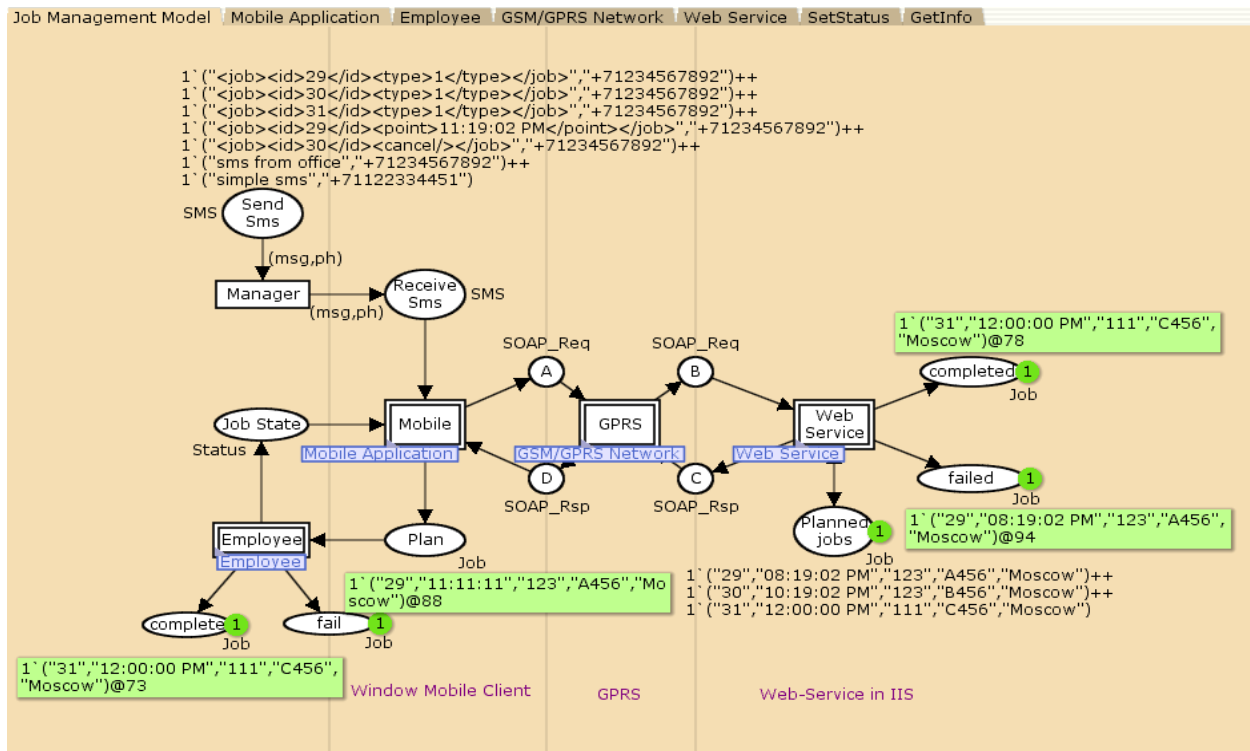 Job Management Model Mobile Application Employee GSM/GPRS Network Web Service SetStatus GetInfo
1`("<job><id>29</id><type>1</type></job>","+71234567892")++
1`("<job><id>30</id><type>1</type></job>","+71234567892")++
1`("<job><id>31</id><type>1</type></job>","+71234567892")++
1`("<job><id>29</id><point>11:19:02 PM</point></job>","+71234567892")++
1`("<job><id>30</id><cancel/></job>","+71234567892")++
1`("sms from office","+71234567892")++
1`("simple sms","+71122334451")
Send
Sms
SMS
(msg,ph)
Manager
(msg,ph)
Receive
Sms
SMS
SOAP_Req
A
SOAP_Req
B
1`("31","12:00:00 PM","111","C456",
"Moscow")@78
completed
1
Job
Job State
Status
Mobile
Mobile Application
GPRS
GSM/GPRS Network
Web
Service
Web Service
D
SOAP_Rsp
C
SOAP_Rsp
failed
1
Job
1`("29","08:19:02 PM","123","A456",
"Moscow")@94
Employee
Employee
Plan
Job
Planned
jobs
1
Job
1`("29","08:19:02 PM","123","A456","Moscow")++
1`("30","10:19:02 PM","123","B456","Moscow")++
1`("31","12:00:00 PM","111","C456","Moscow")
1`("29","11:11:11","123","A456","Mo
scow")@88
complete
1
Job
fail
1
Job
1`("31","12:00:00 PM","111","C456",
"Moscow")@73
Window Mobile Client
GPRS
Web-Service in IIS